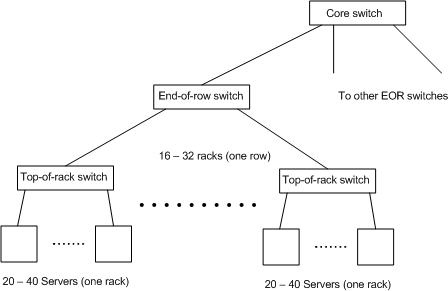 Core switch
End-of-row switch
To other EOR switches
16 – 32 racks (one row)
Top-of-rack switch
Top-of-rack switch
20 – 40 Servers (one rack)
20 – 40 Servers (one rack)